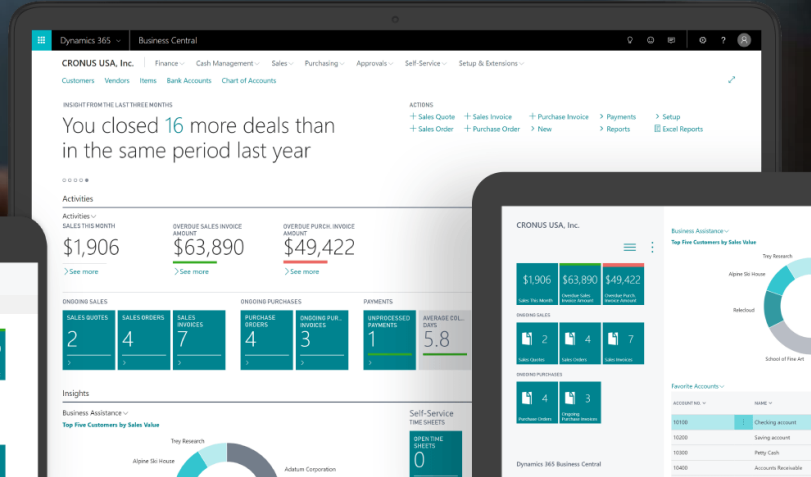 Dynamics 365 Business Central
CRONUS USA, Inc. Finance Cash Management Sales Purchasing Approvals Self-Service Setup & Extensions
Customers Vendors Items Bank Accounts Chart of Accounts
INSIGHT FROM THE LAST THREE MONTHS
You closed 16 more deals than
in the same period last year
ACTIONS
+ Sales Quote + Sales Invoice + Purchase Invoice > Payments > Setup
+ Sales Order + Purchase Order > New > Reports Excel Reports
Activities
Activities
SALES THIS MONTH
$1,906
> See more
OVERDUE SALES INVOICE
AMOUNT
$63,890
> See more
OVERDUE PURCH. INVOICE
AMOUNT
$49,422
> See more
ONGOING SALES
SALES QUOTES
2
SALES ORDERS
4
SALES
INVOICES
7
ONGOING PURCHASES
PURCHASE
ORDERS
4
ONGOING PUR...
INVOICES
3
PAYMENTS
UNPROCESSED
PAYMENTS
1
AVERAGE COL...
DAYS
5.8
Insights
Business Assistance
Top Five Customers by Sales Value
Trey Research
Alpine Ski House
Adatum Corporation
Self-Service
TIME SHEETS
OPEN TIME
SHEETS
0
CRONUS USA, Inc.
$1,906
Sales This Month
$63,890
Overdue Sales
Invoice Amount
$49,422
Overdue Purch.
Invoice Amount
ONGOING SALES
2
Sales Quotes
4
Sales Orders
7
Sales Invoices
ONGOING PURCHASES
4
Purchase Orders
3
Ongoing
Purchase Invoices
Dynamics 365 Business Central
Business Assistance
Top Five Customers by Sales Value
Trey Research
Alpine Ski House
Relecloud
School of Fine Art
Favorite Accounts
ACCOUNT NO. NAME
10100 Checking account
10200 Saving account
10300 Petty Cash
10400 Accounts Receivable